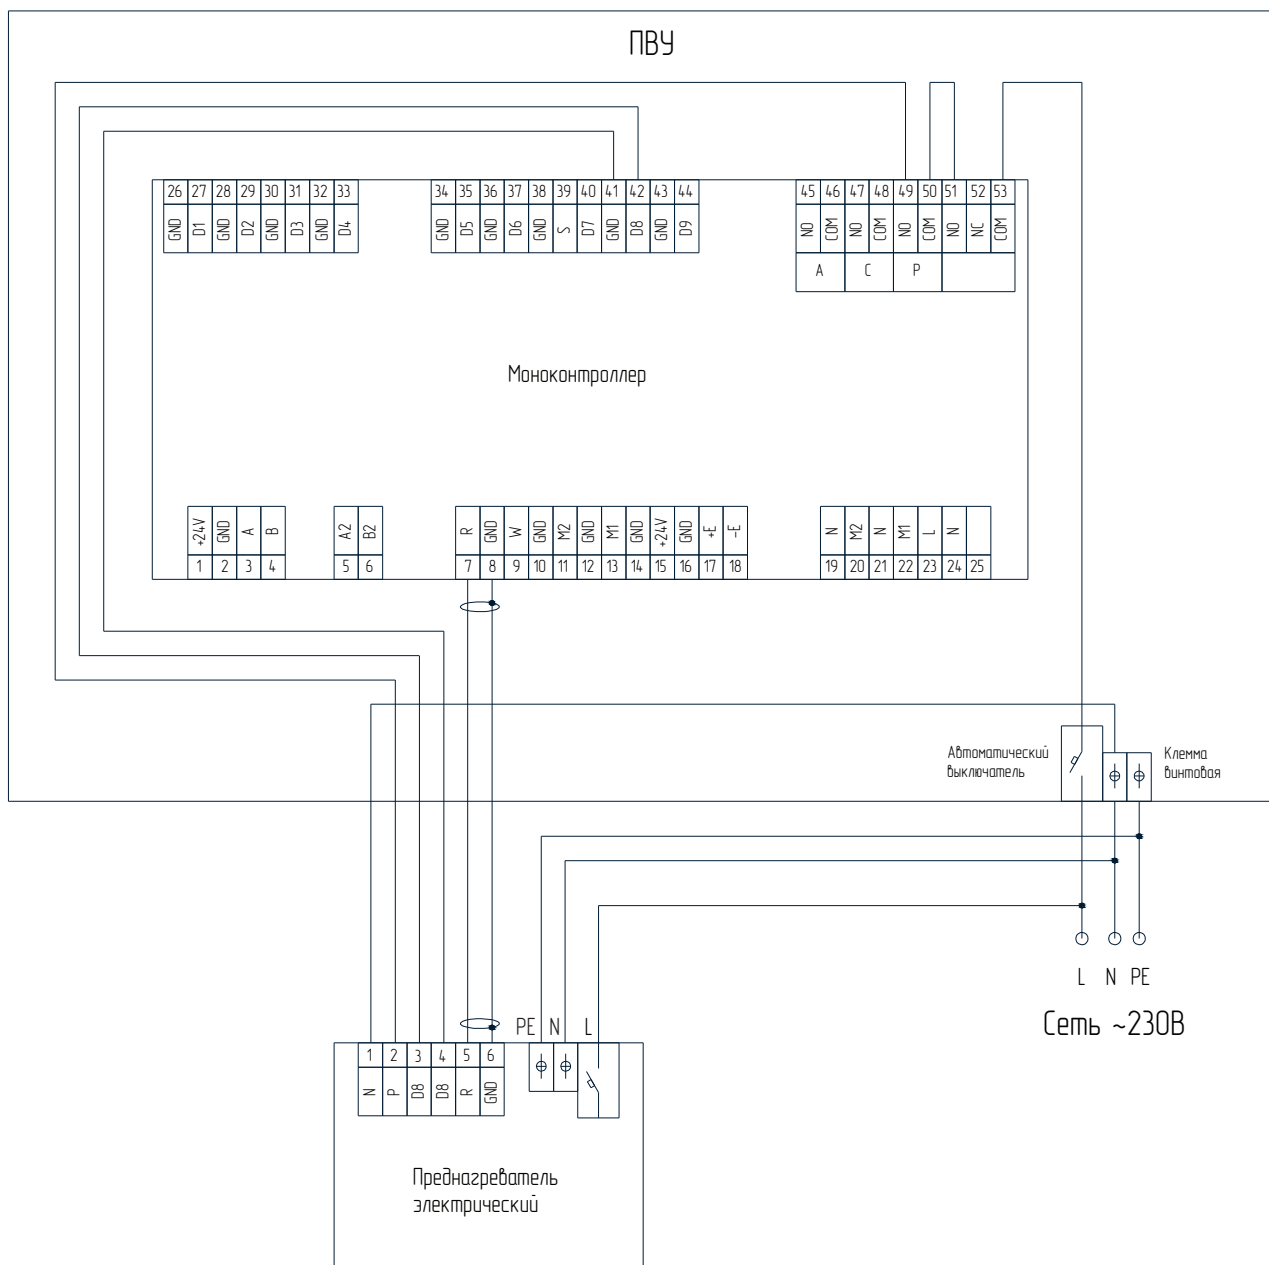 ПВУ
26 27 28 29 30 31 32 33
GND D1 GND D2 GND D3 GND D4
34 35 36 37 38 39 40 41 42 43 44
GND D5 GND D6 GND S D7 GND D8 GND D9
45 46 47 48 49 50 51 52 53
NO COM NO COM NO COM NO NC COM
A C P
Моноконтроллер
+24V GND A B
1 2 3 4
A2 B2
5 6
R GND W GND M2 GND M1 GND +24V GND +E -E
7 8 9 10 11 12 13 14 15 16 17 18
N M2 N M1 L N
19 20 21 22 23 24 25
Автоматический
выключатель
Клемма
винтовая
L N PE
Сеть ~230В
PE N L
1 2 3 4 5 6
N P D8 D8 R GND
Преднагреватель
электрический